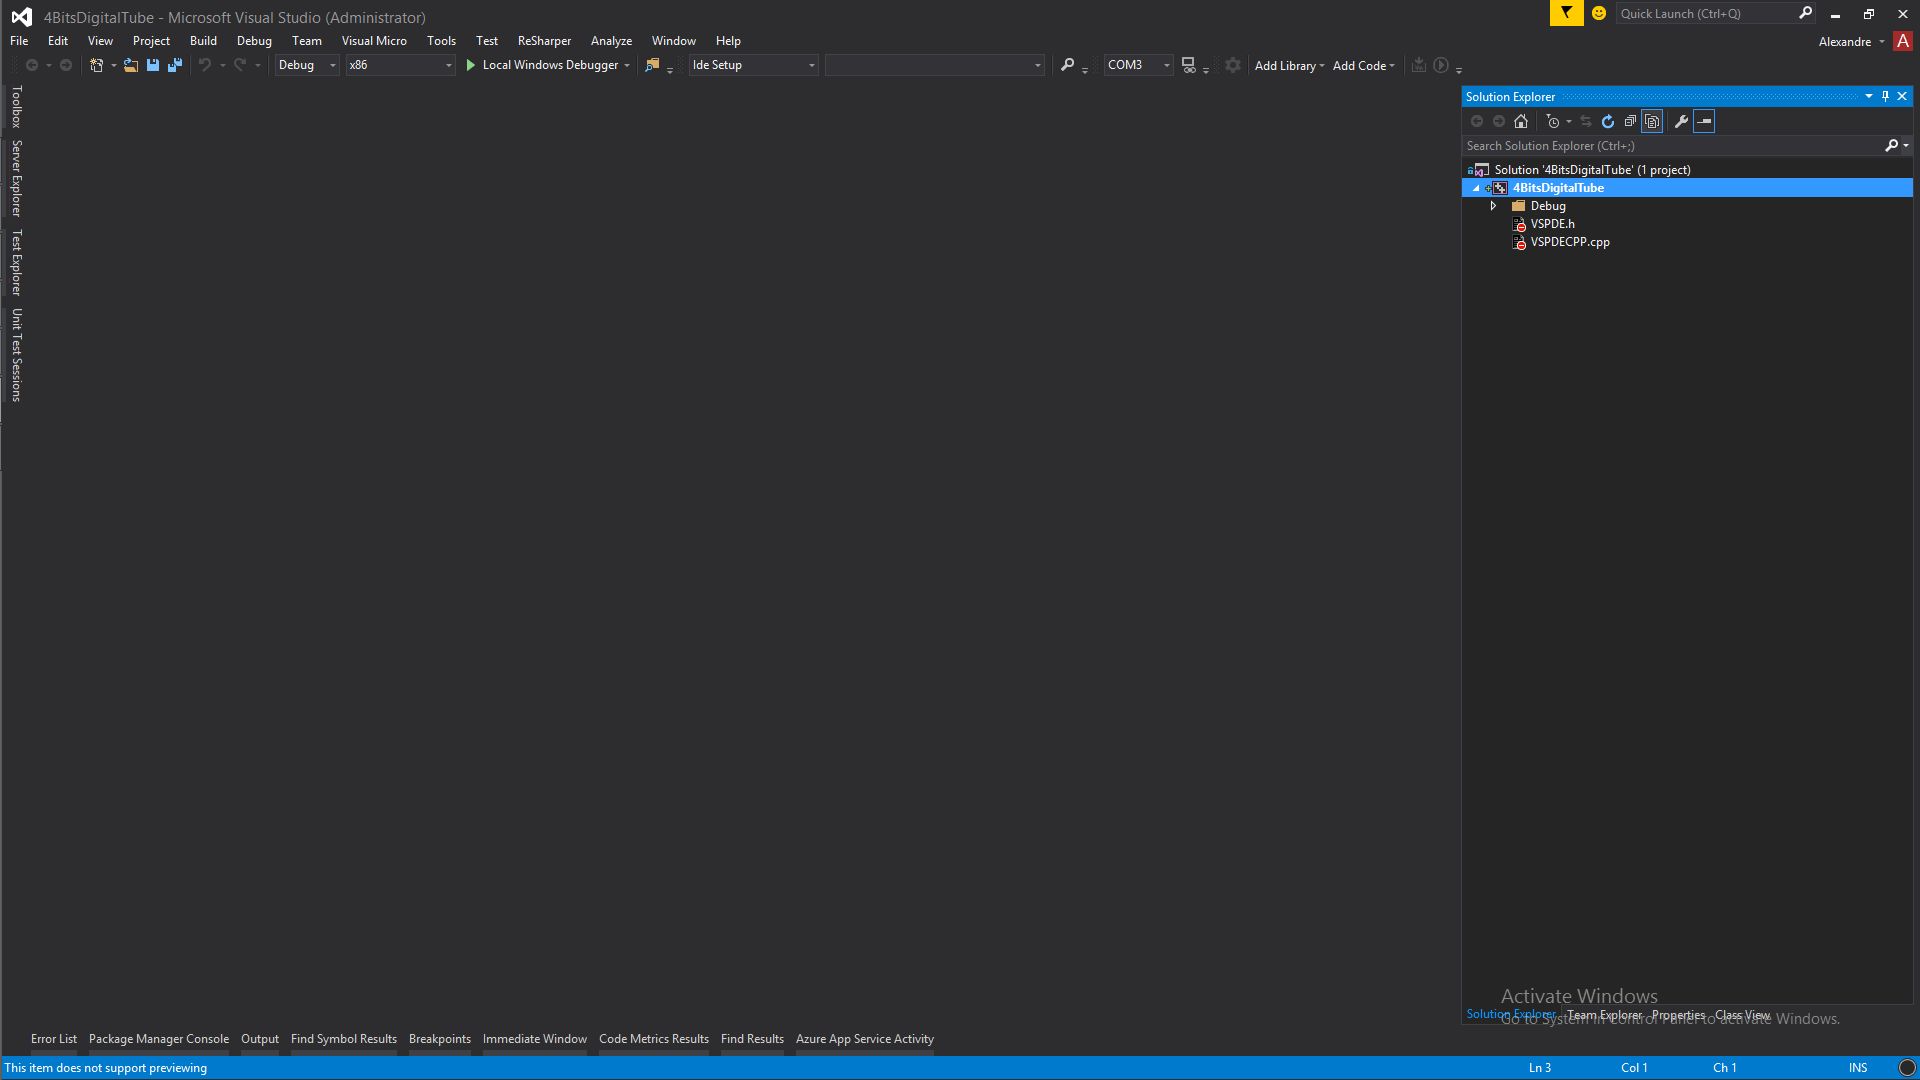 4BitsDigitalTube - Microsoft Visual Studio (Administrator)
Quick Launch (Ctrl+Q)
File Edit View Project Build Debug Team Visual Micro Tools Test ReSharper Analyze Window Help
Alexandre A
Debug x86 Local Windows Debugger Ide Setup COM3 Add Library Add Code
Toolbox
Server Explorer
Test Explorer
Unit Test Sessions
Solution Explorer
Search Solution Explorer (Ctrl+;)
Solution '4BitsDigitalTube' (1 project)
4BitsDigitalTube
Debug
VSPDE.h
VSPDECPP.cpp
Activate Windows
Go to System in Control Panel to activate Windows.
Solution Explorer Team Explorer Properties Class View
Error List Package Manager Console Output Find Symbol Results Breakpoints Immediate Window Code Metrics Results Find Results Azure App Service Activity
This item does not support previewing
Ln 3 Col 1 Ch 1 INS